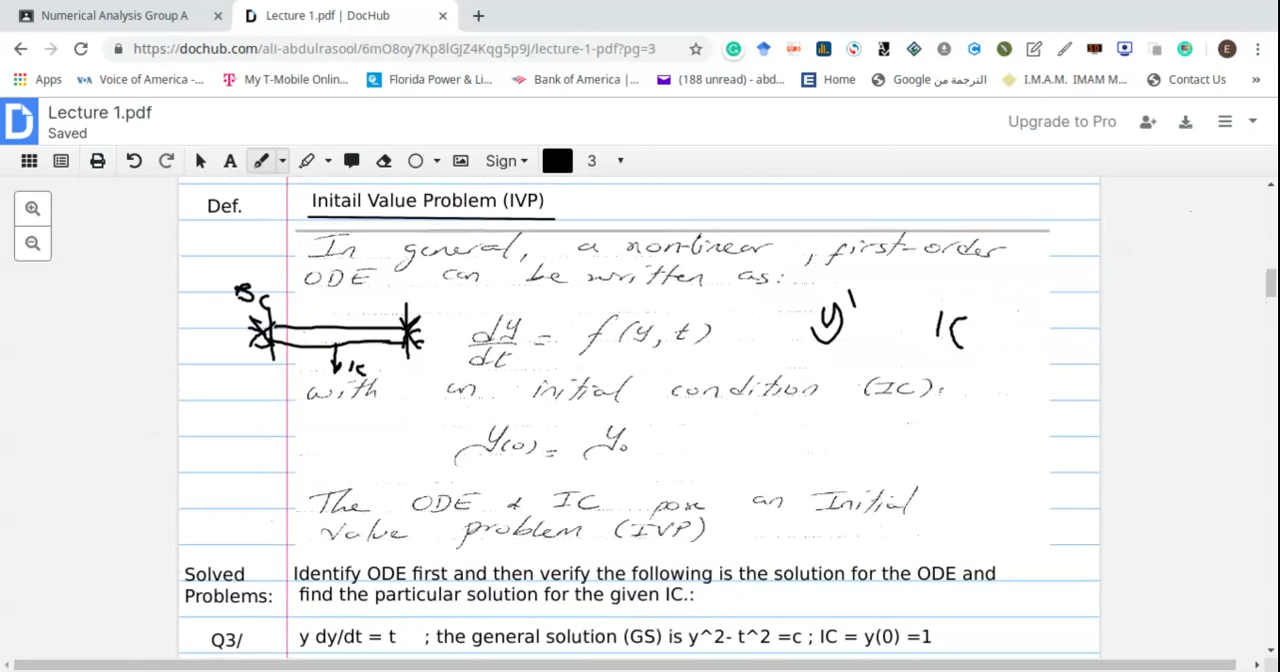 Numerical Analysis Group A
Lecture 1.pdf | DocHub
https://dochub.com/ali-abdulrasool/6mO8oy7Kp8lGJZ4Kqg5p9J/lecture-1-pdf?pg=3
E
Apps
VOA Voice of America -...
My T-Mobile Onlin...
Florida Power & Li...
Bank of America |...
(188 unread) - abd...
Home
الترجمة من Google
I.M.A.M. IMAM M...
Contact Us
»
Lecture 1.pdf
Saved
Upgrade to Pro
A
Sign
3
Def.
Initail Value Problem (IVP)
In general, a non-linear, first-order
ODE can be written as:
BC
dy/dt = f(y, t)
y'
IC
IC
with an initial condition (IC):
y(0) = y₀
The ODE & IC pose an Initial
Value problem (IVP)
Solved Problems:
Identify ODE first and then verify the following is the solution for the ODE and
find the particular solution for the given IC.:
Q3/
y dy/dt = t ; the general solution (GS) is y^2- t^2 =c ; IC = y(0) =1